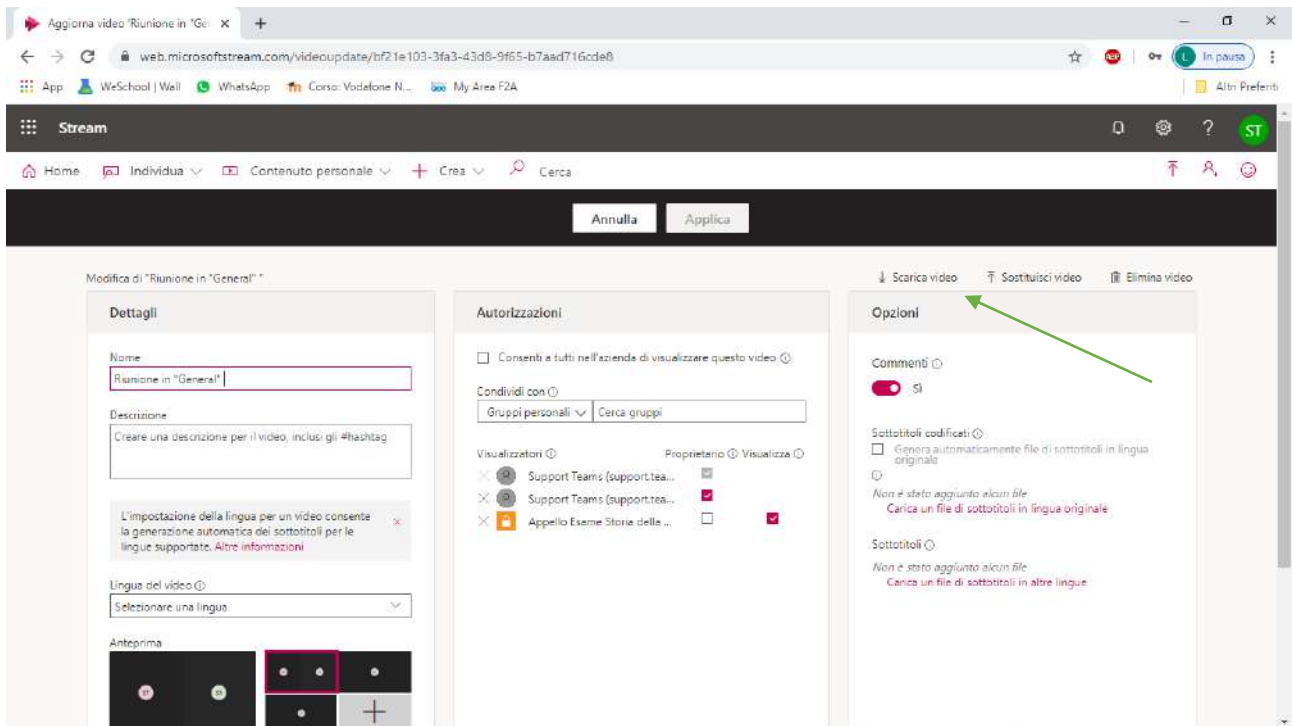 Aggiorna video 'Riunione in "Ge
web.microsoftstream.com/videoupdate/bf21e103-3fa3-43d8-9f65-b7aad716cde8
ABP
L In pausa
App WeSchool | Wall WhatsApp Corso: Vodafone N... My Area F2A Altri Preferiti
Stream
? ST
Home Individua Contenuto personale Crea Cerca
Annulla Applica
Modifica di "Riunione in "General" "
Scarica video Sostituisci video Elimina video
Dettagli
Nome
Riunione in "General"
Descrizione
Creare una descrizione per il video, inclusi gli #hashtag
L'impostazione della lingua per un video consente
la generazione automatica dei sottotitoli per le
lingue supportate. Altre informazioni
Lingua del video
Selezionare una lingua
Anteprima
ST
Autorizzazioni
Consenti a tutti nell'azienda di visualizzare questo video
Condividi con
Gruppi personali Cerca gruppi
Visualizzatori Proprietario Visualizza
Support Teams (support.tea...
Support Teams (support.tea...
Appello Esame Storia della ...
Opzioni
Commenti
Sì
Sottotitoli codificati
Genera automaticamente file di sottotitoli in lingua
originale
Non è stato aggiunto alcun file
Carica un file di sottotitoli in lingua originale
Sottotitoli
Non è stato aggiunto alcun file
Carica un file di sottotitoli in altre lingue